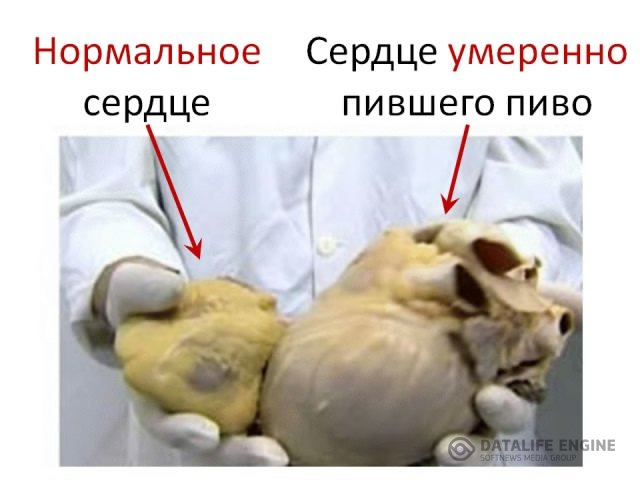 Нормальное
сердце
Сердце умеренно
пившего пиво
DATALIFE ENGINE
SOFTNEWS MEDIA GROUP